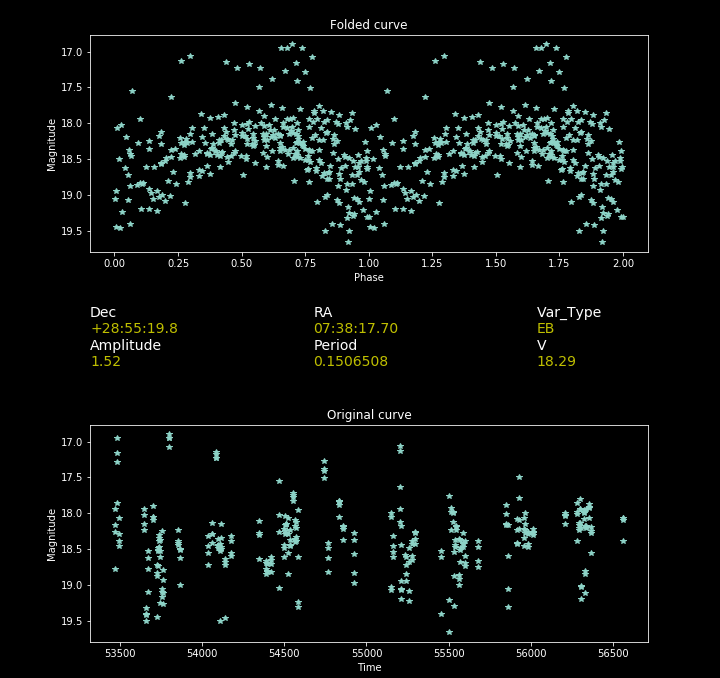 Folded curve
17.0
17.5
18.0
18.5
19.0
19.5
Magnitude
0.00 0.25 0.50 0.75 1.00 1.25 1.50 1.75 2.00
Phase
Dec RA Var_Type
+28:55:19.8 07:38:17.70 EB
Amplitude Period V
1.52 0.1506508 18.29
Original curve
17.0
17.5
18.0
18.5
19.0
19.5
Magnitude
53500 54000 54500 55000 55500 56000 56500
Time